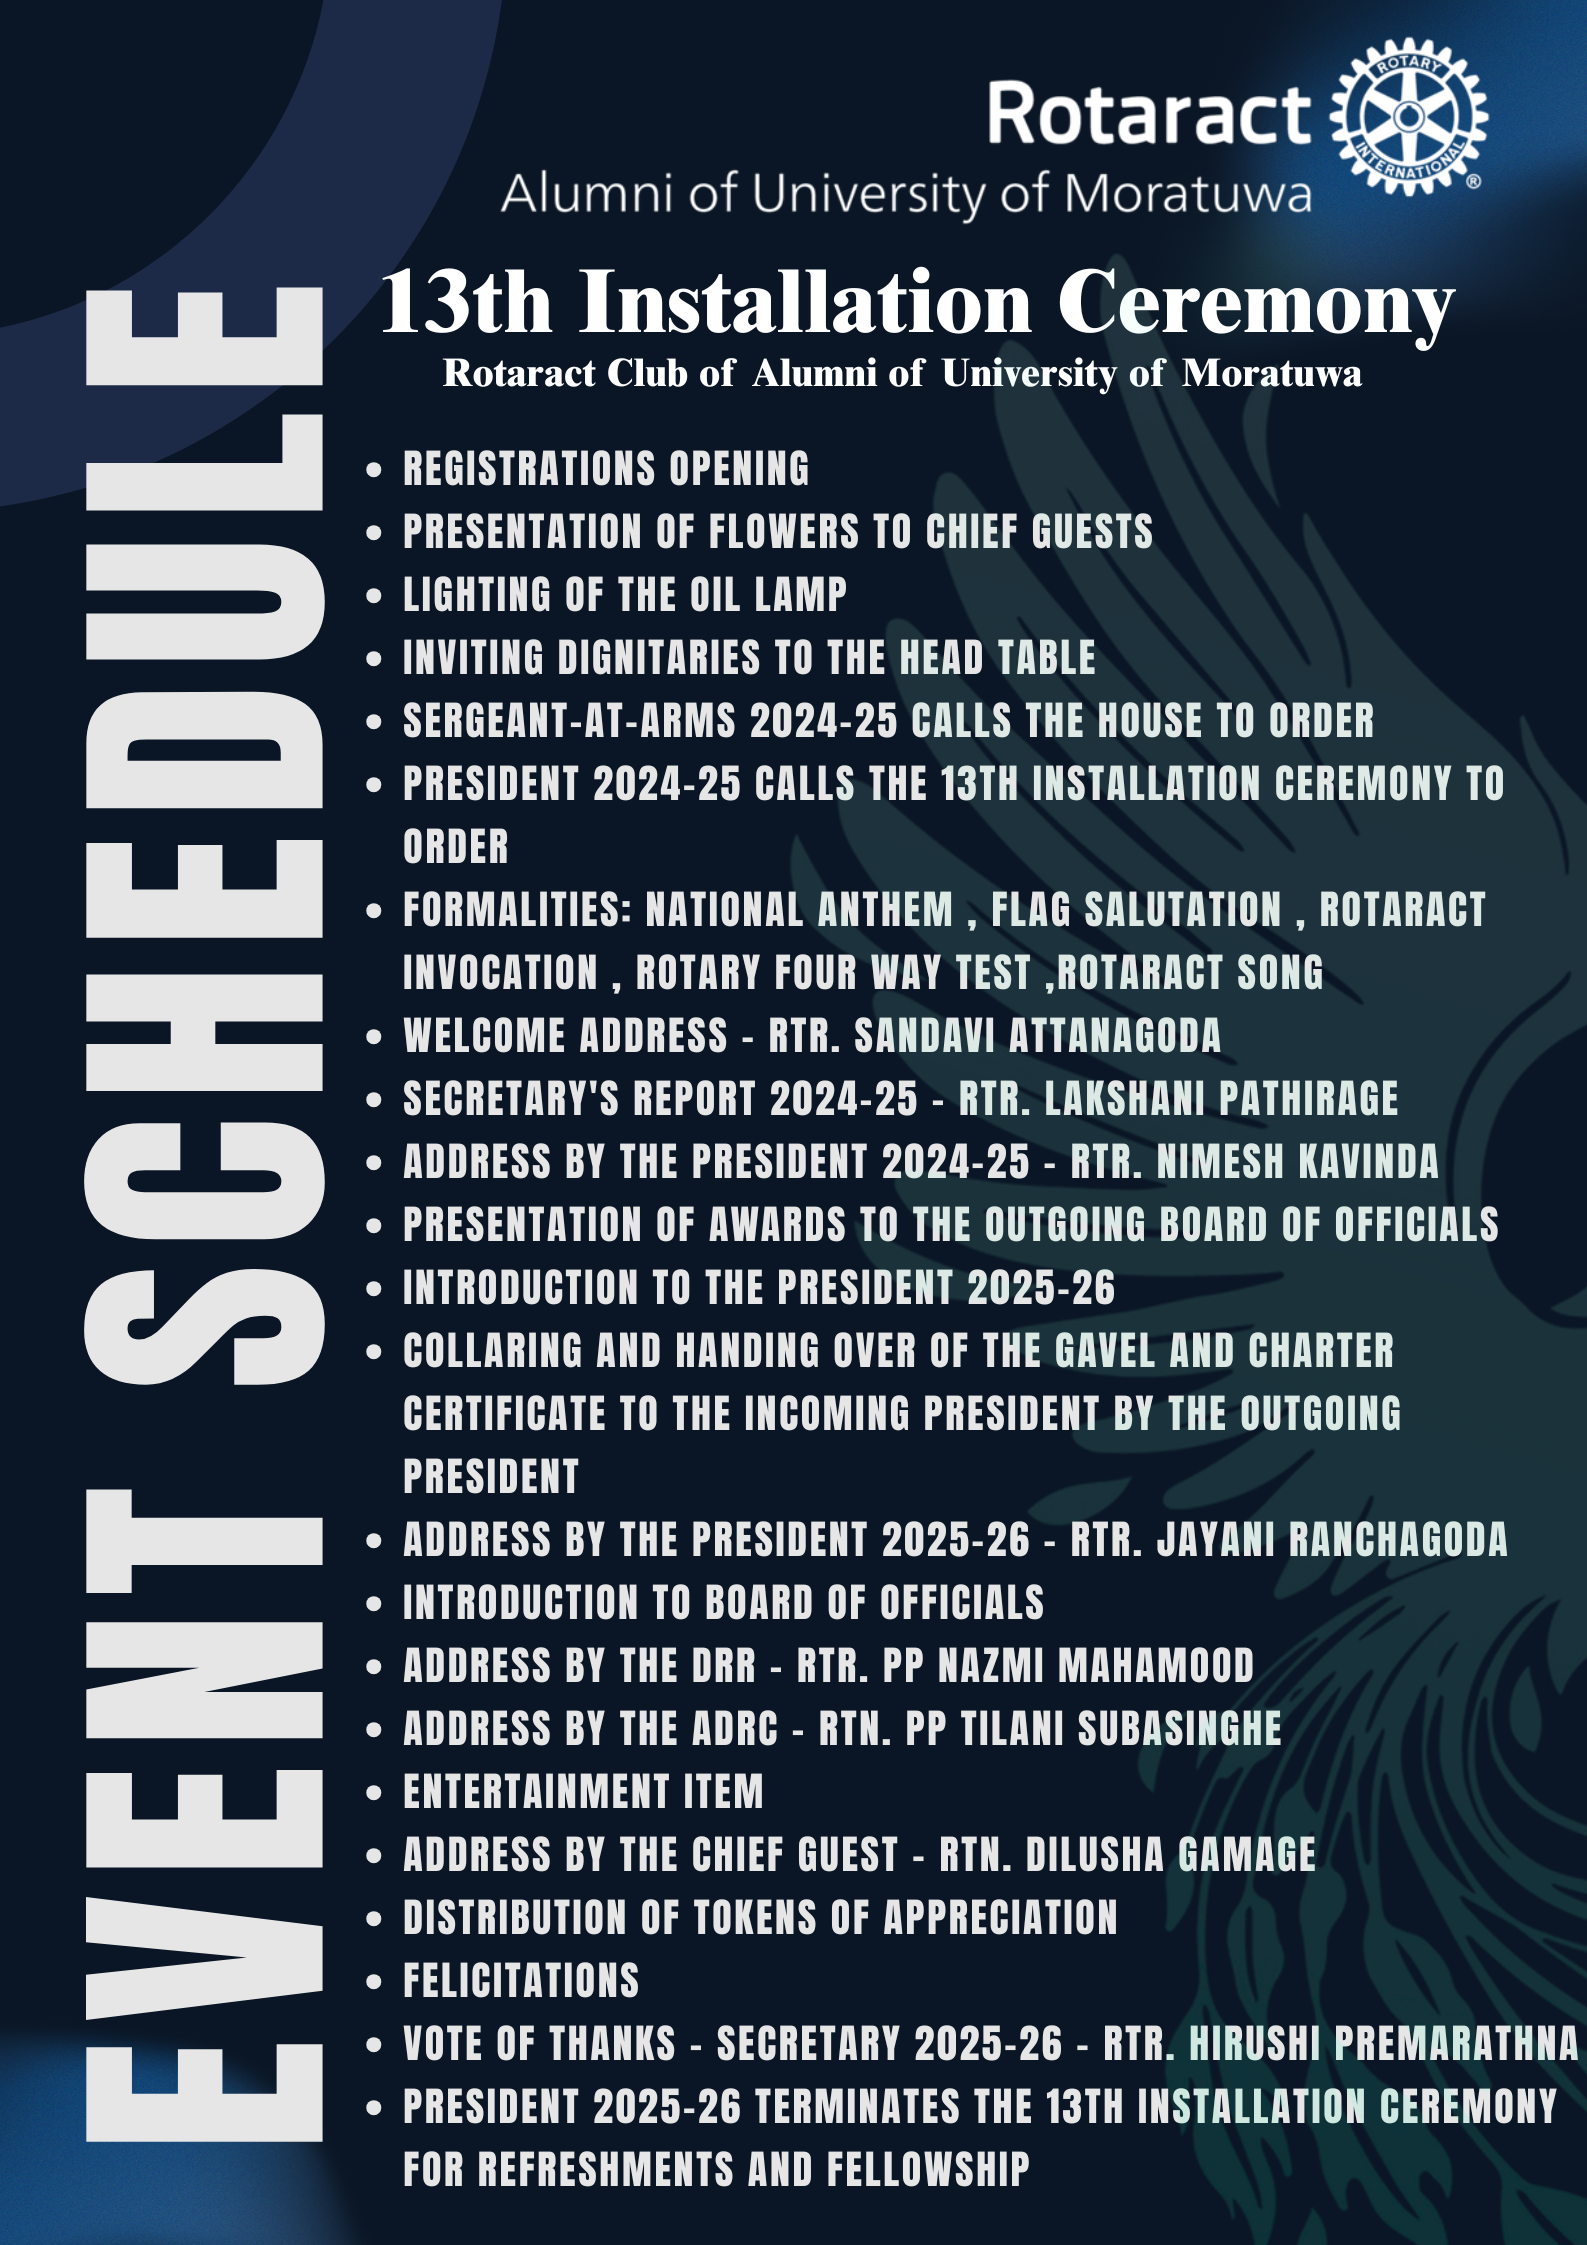 Rotaract
ROTARY
INTERNATIONAL
®
Alumni of University of Moratuwa
13th Installation Ceremony
Rotaract Club of Alumni of University of Moratuwa
EVENT SCHEDULE
• REGISTRATIONS OPENING
• PRESENTATION OF FLOWERS TO CHIEF GUESTS
• LIGHTING OF THE OIL LAMP
• INVITING DIGNITARIES TO THE HEAD TABLE
• SERGEANT-AT-ARMS 2024-25 CALLS THE HOUSE TO ORDER
• PRESIDENT 2024-25 CALLS THE 13TH INSTALLATION CEREMONY TO
ORDER
• FORMALITIES: NATIONAL ANTHEM , FLAG SALUTATION , ROTARACT
INVOCATION , ROTARY FOUR WAY TEST ,ROTARACT SONG
• WELCOME ADDRESS - RTR. SANDAVI ATTANAGODA
• SECRETARY'S REPORT 2024-25 - RTR. LAKSHANI PATHIRAGE
• ADDRESS BY THE PRESIDENT 2024-25 - RTR. NIMESH KAVINDA
• PRESENTATION OF AWARDS TO THE OUTGOING BOARD OF OFFICIALS
• INTRODUCTION TO THE PRESIDENT 2025-26
• COLLARING AND HANDING OVER OF THE GAVEL AND CHARTER
CERTIFICATE TO THE INCOMING PRESIDENT BY THE OUTGOING
PRESIDENT
• ADDRESS BY THE PRESIDENT 2025-26 - RTR. JAYANI RANCHAGODA
• INTRODUCTION TO BOARD OF OFFICIALS
• ADDRESS BY THE DRR - RTR. PP NAZMI MAHAMOOD
• ADDRESS BY THE ADRC - RTN. PP TILANI SUBASINGHE
• ENTERTAINMENT ITEM
• ADDRESS BY THE CHIEF GUEST - RTN. DILUSHA GAMAGE
• DISTRIBUTION OF TOKENS OF APPRECIATION
• FELICITATIONS
• VOTE OF THANKS - SECRETARY 2025-26 - RTR. HIRUSHI PREMARATHNA
• PRESIDENT 2025-26 TERMINATES THE 13TH INSTALLATION CEREMONY
FOR REFRESHMENTS AND FELLOWSHIP